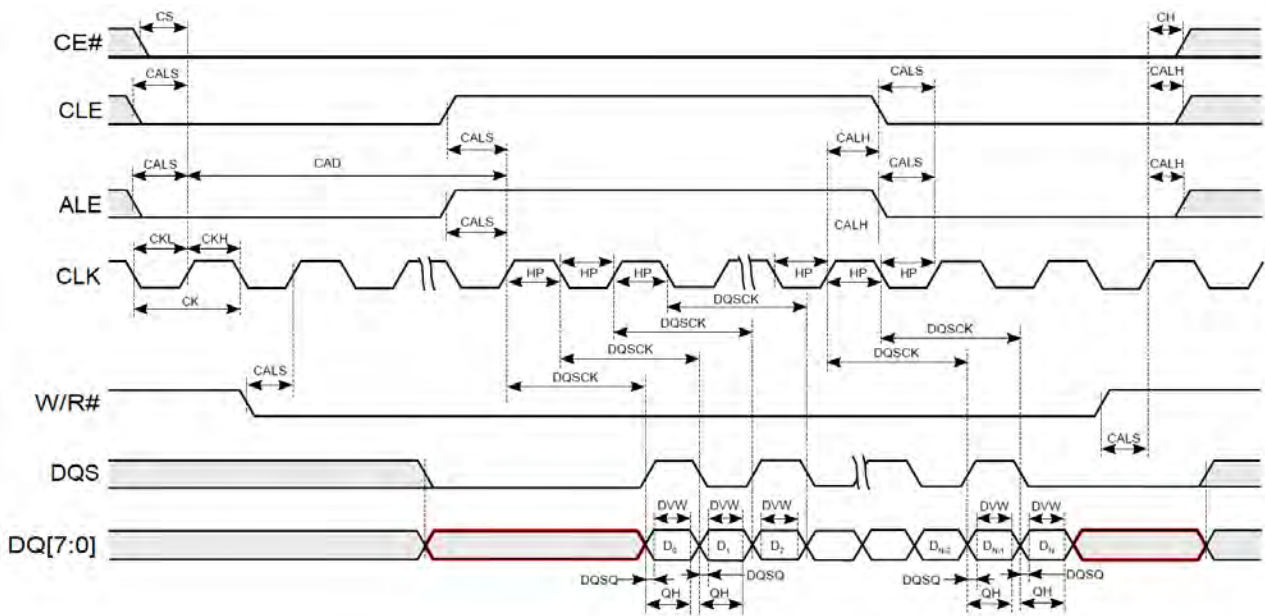 CS CH
CE#
CALS CALS CALH
CLE
CALS CALH
CALS CAD CALS CALH
ALE
CALS CALH
CKL CKH
CLK HP HP HP HP HP HP
HP
CK DQSCK
DQSCK DQSCK
DQSCK DQSCK
CALS DQSCK
W/R#
CALS
DQS
DVW DVW DVW DVW DVW
DQ[7:0] D0 D1 D2 DN-2 DN-1 DN
DQSQ DQSQ DQSQ DQSQ
QH QH QH QH